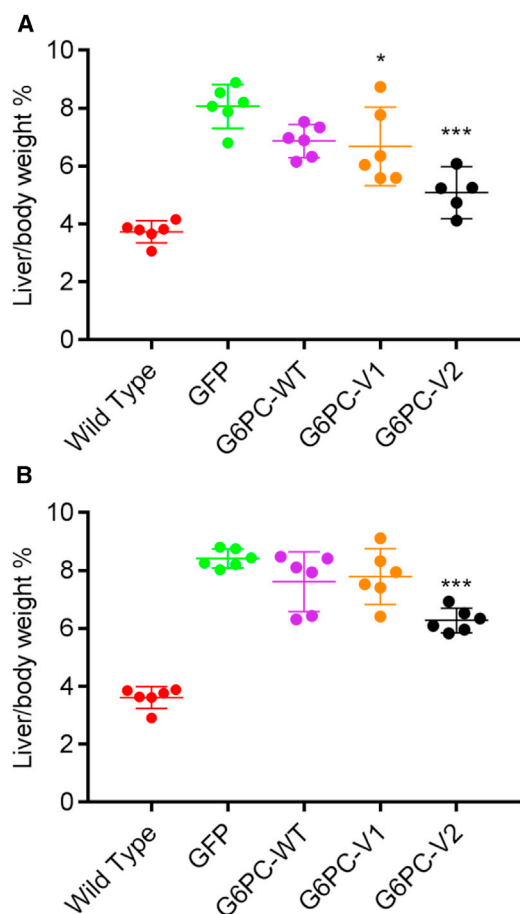 A
Liver/body weight %
10
8
6
4
2
0
*
***
Wild Type
GFP
G6PC-WT
G6PC-V1
G6PC-V2
B
Liver/body weight %
10
8
6
4
2
0
***
Wild Type
GFP
G6PC-WT
G6PC-V1
G6PC-V2